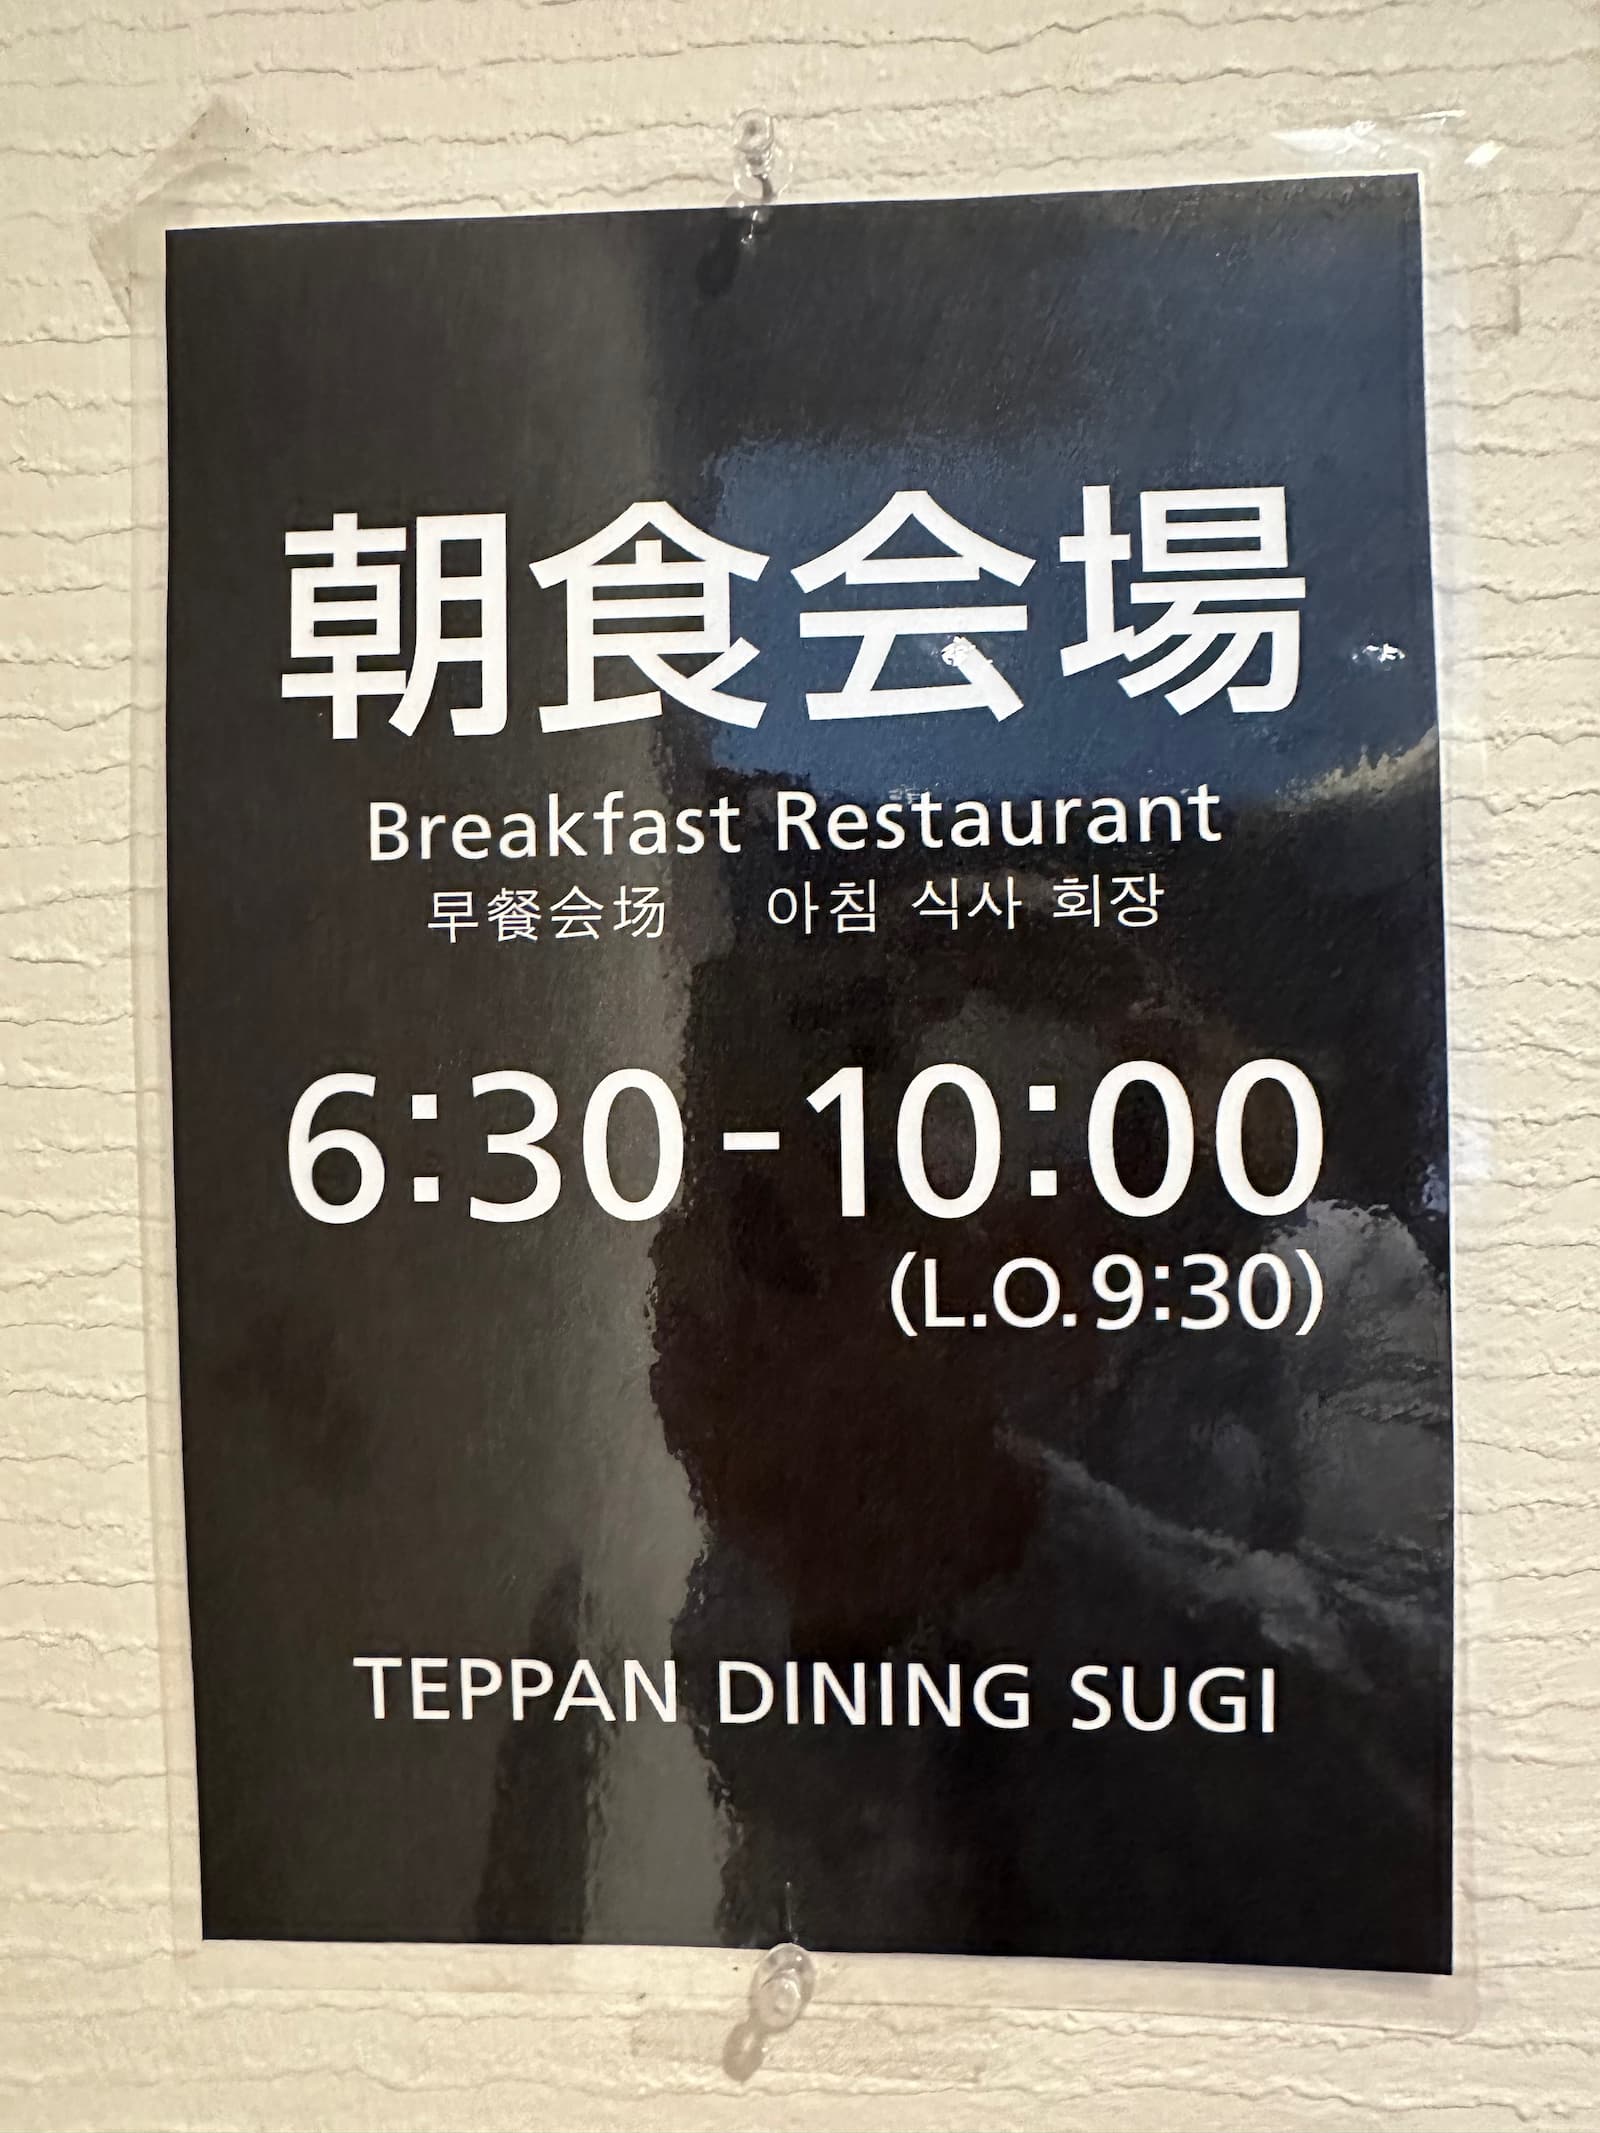 朝食会場
Breakfast Restaurant
早餐会场 아침 식사 회장
6:30-10:00
(L.O.9:30)
TEPPAN DINING SUGI